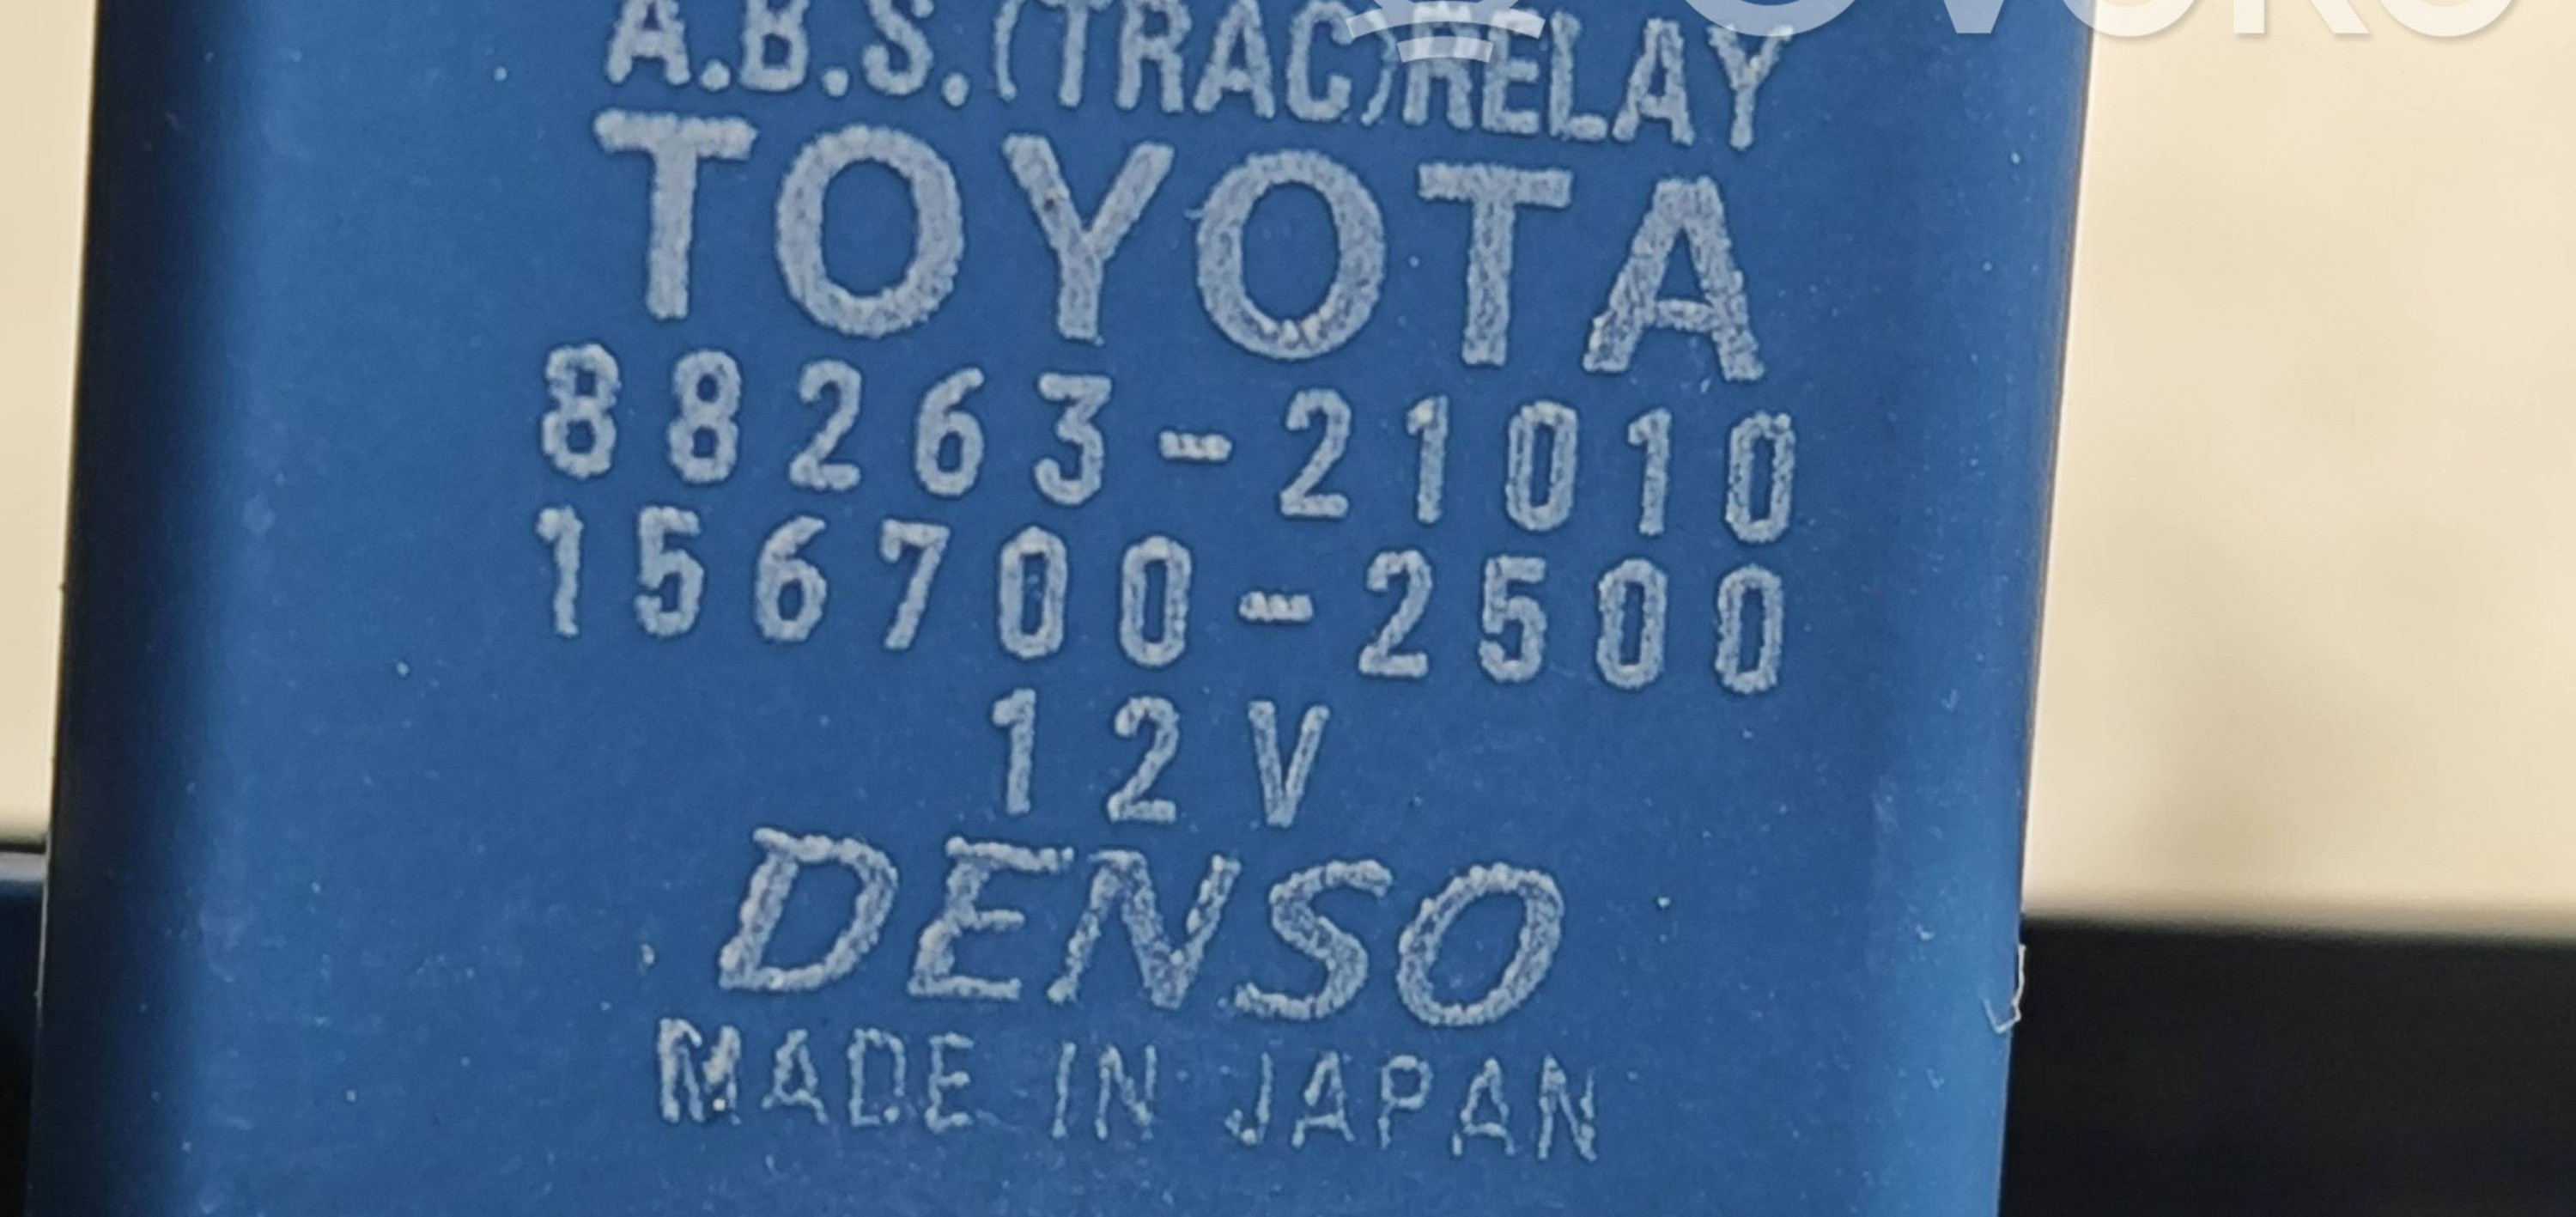 A.B.S.(TRAC)RELAY
TOYOTA
88263-21010
156700-2500
12V
DENSO
MADE IN JAPAN